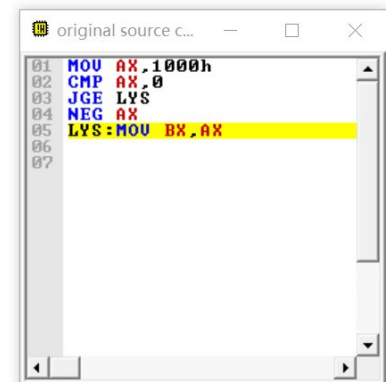 original source c...
01 MOV AX,1000h
02 CMP AX,0
03 JGE LYS
04 NEG AX
05 LYS:MOV BX,AX
06
07